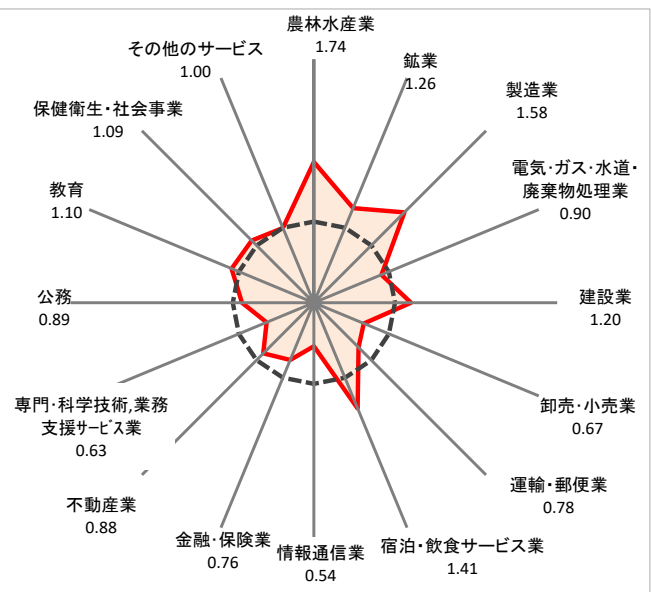 農林水産業
1.74
鉱業
1.26
製造業
1.58
電気・ガス・水道・
廃棄物処理業
0.90
建設業
1.20
卸売・小売業
0.67
運輸・郵便業
0.78
宿泊・飲食サービス業
1.41
情報通信業
0.54
金融・保険業
0.76
不動産業
0.88
専門・科学技術,業務
支援サービス業
0.63
公務
0.89
教育
1.10
保健衛生・社会事業
1.09
その他のサービス
1.00